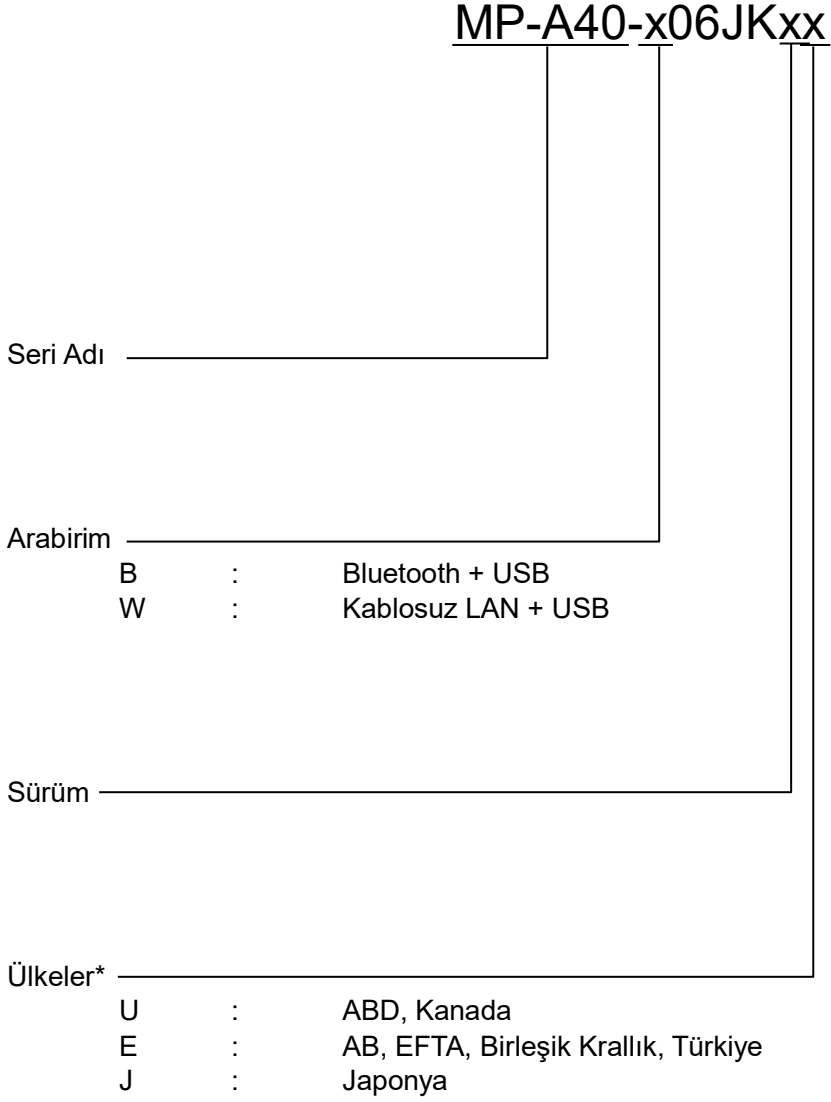 MP-A40-x06JKxx
Seri Adı
Arabirim
B : Bluetooth + USB
W : Kablosuz LAN + USB
Sürüm
Ülkeler*
U : ABD, Kanada
E : AB, EFTA, Birleşik Krallık, Türkiye
J : Japonya